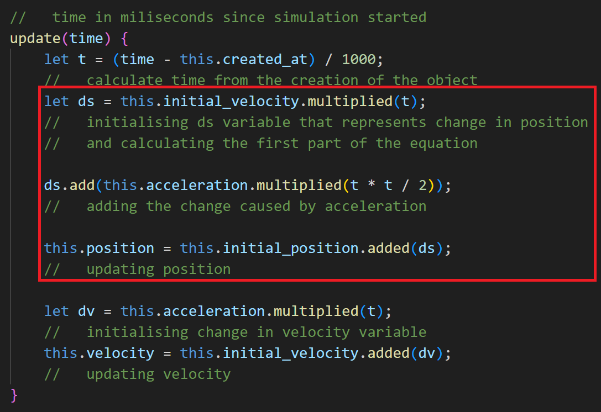 //   time in miliseconds since simulation started
update(time) {
    let t = (time - this.created_at) / 1000;
    //   calculate time from the creation of the object
    let ds = this.initial_velocity.multiplied(t);
    //   initialising ds variable that represents change in position
    //   and calculating the first part of the equation
    ds.add(this.acceleration.multiplied(t * t / 2));
    //   adding the change caused by acceleration
    this.position = this.initial_position.added(ds);
    //   updating position
    let dv = this.acceleration.multiplied(t);
    //   initialising change in velocity variable
    this.velocity = this.initial_velocity.added(dv);
    //   updating velocity
}